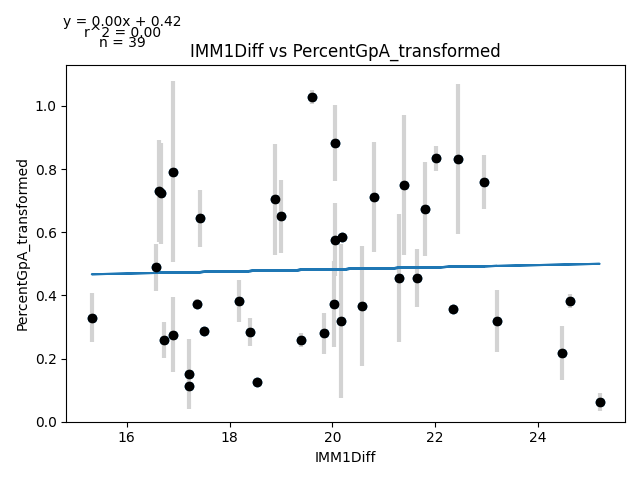 y = 0.00x + 0.42
r^2 = 0.00
n = 39
IMM1Diff vs PercentGpA_transformed
PercentGpA_transformed
1.0
0.8
0.6
0.4
0.2
0.0
16 18 20 22 24
IMM1Diff